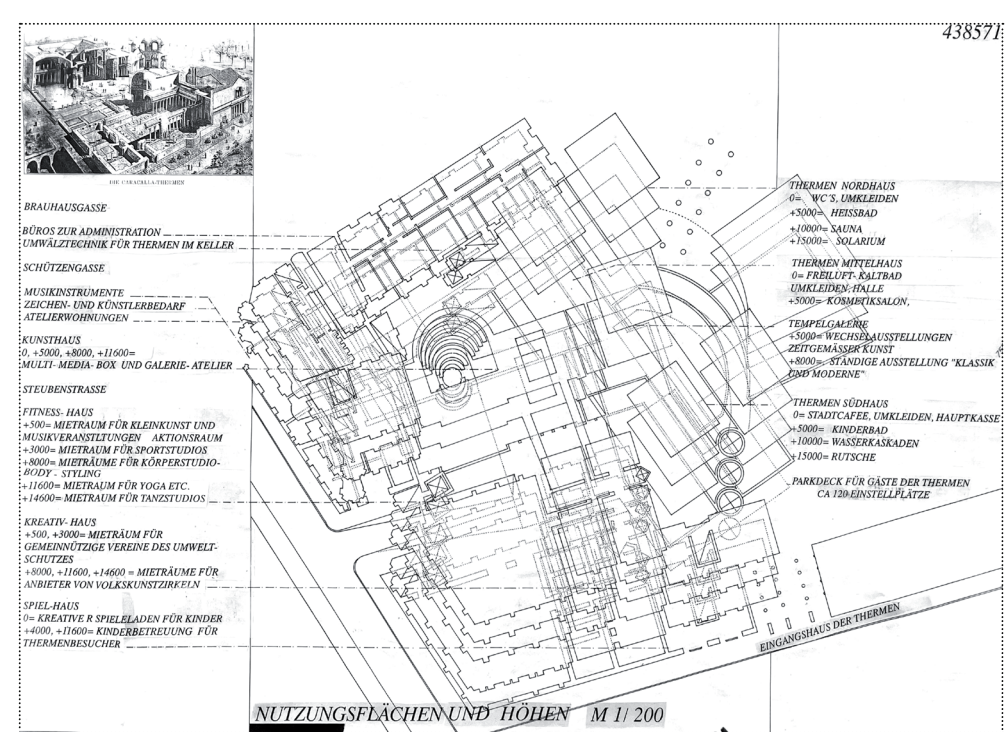 438571
DIE CARACALLA-THERMEN
BRAUHAUSGASSE
BÜROS ZUR ADMINISTRATION
UMWÄLZTECHNIK FÜR THERMEN IM KELLER
SCHÜTZENGASSE
MUSIKINSTRUMENTE
ZEICHEN- UND KÜNSTLERBEDARF
ATELIERWOHNUNGEN
KUNSTHAUS
0, +5000, +8000, +11600=
MULTI- MEDIA- BOX UND GALERIE- ATELIER
STEUBENSTRASSE
FITNESS- HAUS
+500= MIETRAUM FÜR KLEINKUNST UND
MUSIKVERANSTLTUNGEN AKTIONSRAUM
+3000= MIETRAUM FÜR SPORTSTUDIOS
+8000= MIETRÄUME FÜR KÖRPERSTUDIO-
BODY - STYLING
+11600= MIETRAUM FÜR YOGA ETC.
+14600= MIETRAUM FÜR TANZSTUDIOS
KREATIV- HAUS
+500, +3000= MIETRÄUM FÜR
GEMEINNÜTZIGE VEREINE DES UMWELT-
SCHUTZES
+8000, +11600, +14600 = MIETRÄUME FÜR
ANBIETER VON VOLKSKUNSTZIRKELN
SPIEL-HAUS
0= KREATIVE R SPIELELADEN FÜR KINDER
+4000, +11600= KINDERBETREUUNG FÜR
THERMENBESUCHER
THERMEN NORDHAUS
0= WC´S, UMKLEIDEN
+5000= HEISSBAD
+10000= SAUNA
+15000= SOLARIUM
THERMEN MITTELHAUS
0= FREILUFT- KALTBAD
UMKLEIDEN, HALLE
+5000= KOSMETIKSALON,
TEMPELGALERIE
+5000= WECHSELAUSSTELLUNGEN
ZEITGEMÄSSER KUNST
+8000= STÄNDIGE AUSSTELLUNG "KLASSIK
UND MODERNE"
THERMEN SÜDHAUS
0= STADTCAFEE, UMKLEIDEN, HAUPTKASSE
+5000= KINDERBAD
+10000= WASSERKASKADEN
+15000= RUTSCHE
PARKDECK FÜR GÄSTE DER THERMEN
CA 120 EINSTELLPLÄTZE
EINGANGSHAUS DER THERMEN
NUTZUNGSFLÄCHEN UND HÖHEN M 1/ 200